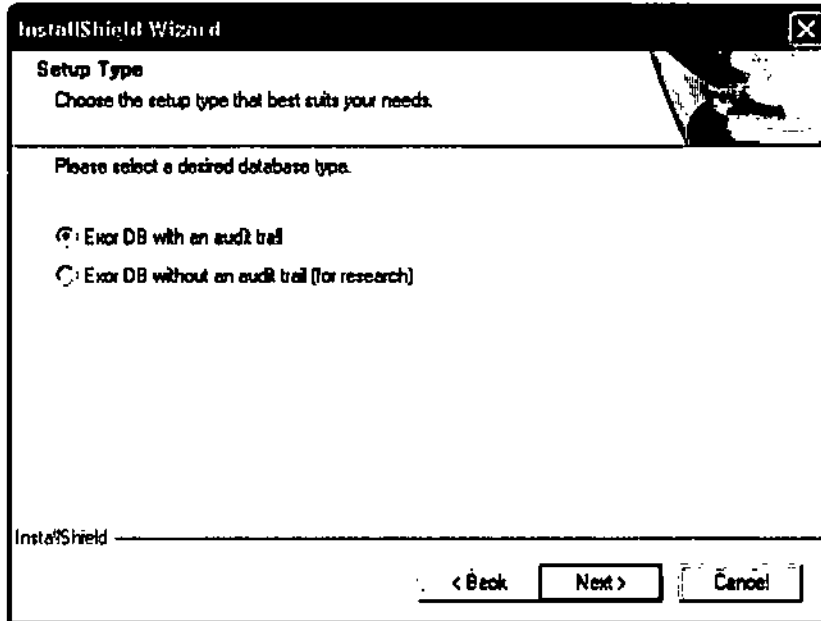 InstallShield Wizard
Setup Type
Choose the setup type that best suits your needs.
Please select a desired database type.
Exor DB with an audit trail
Exor DB without an audit trail (for research)
InstallShield
< Back
Next >
Cancel